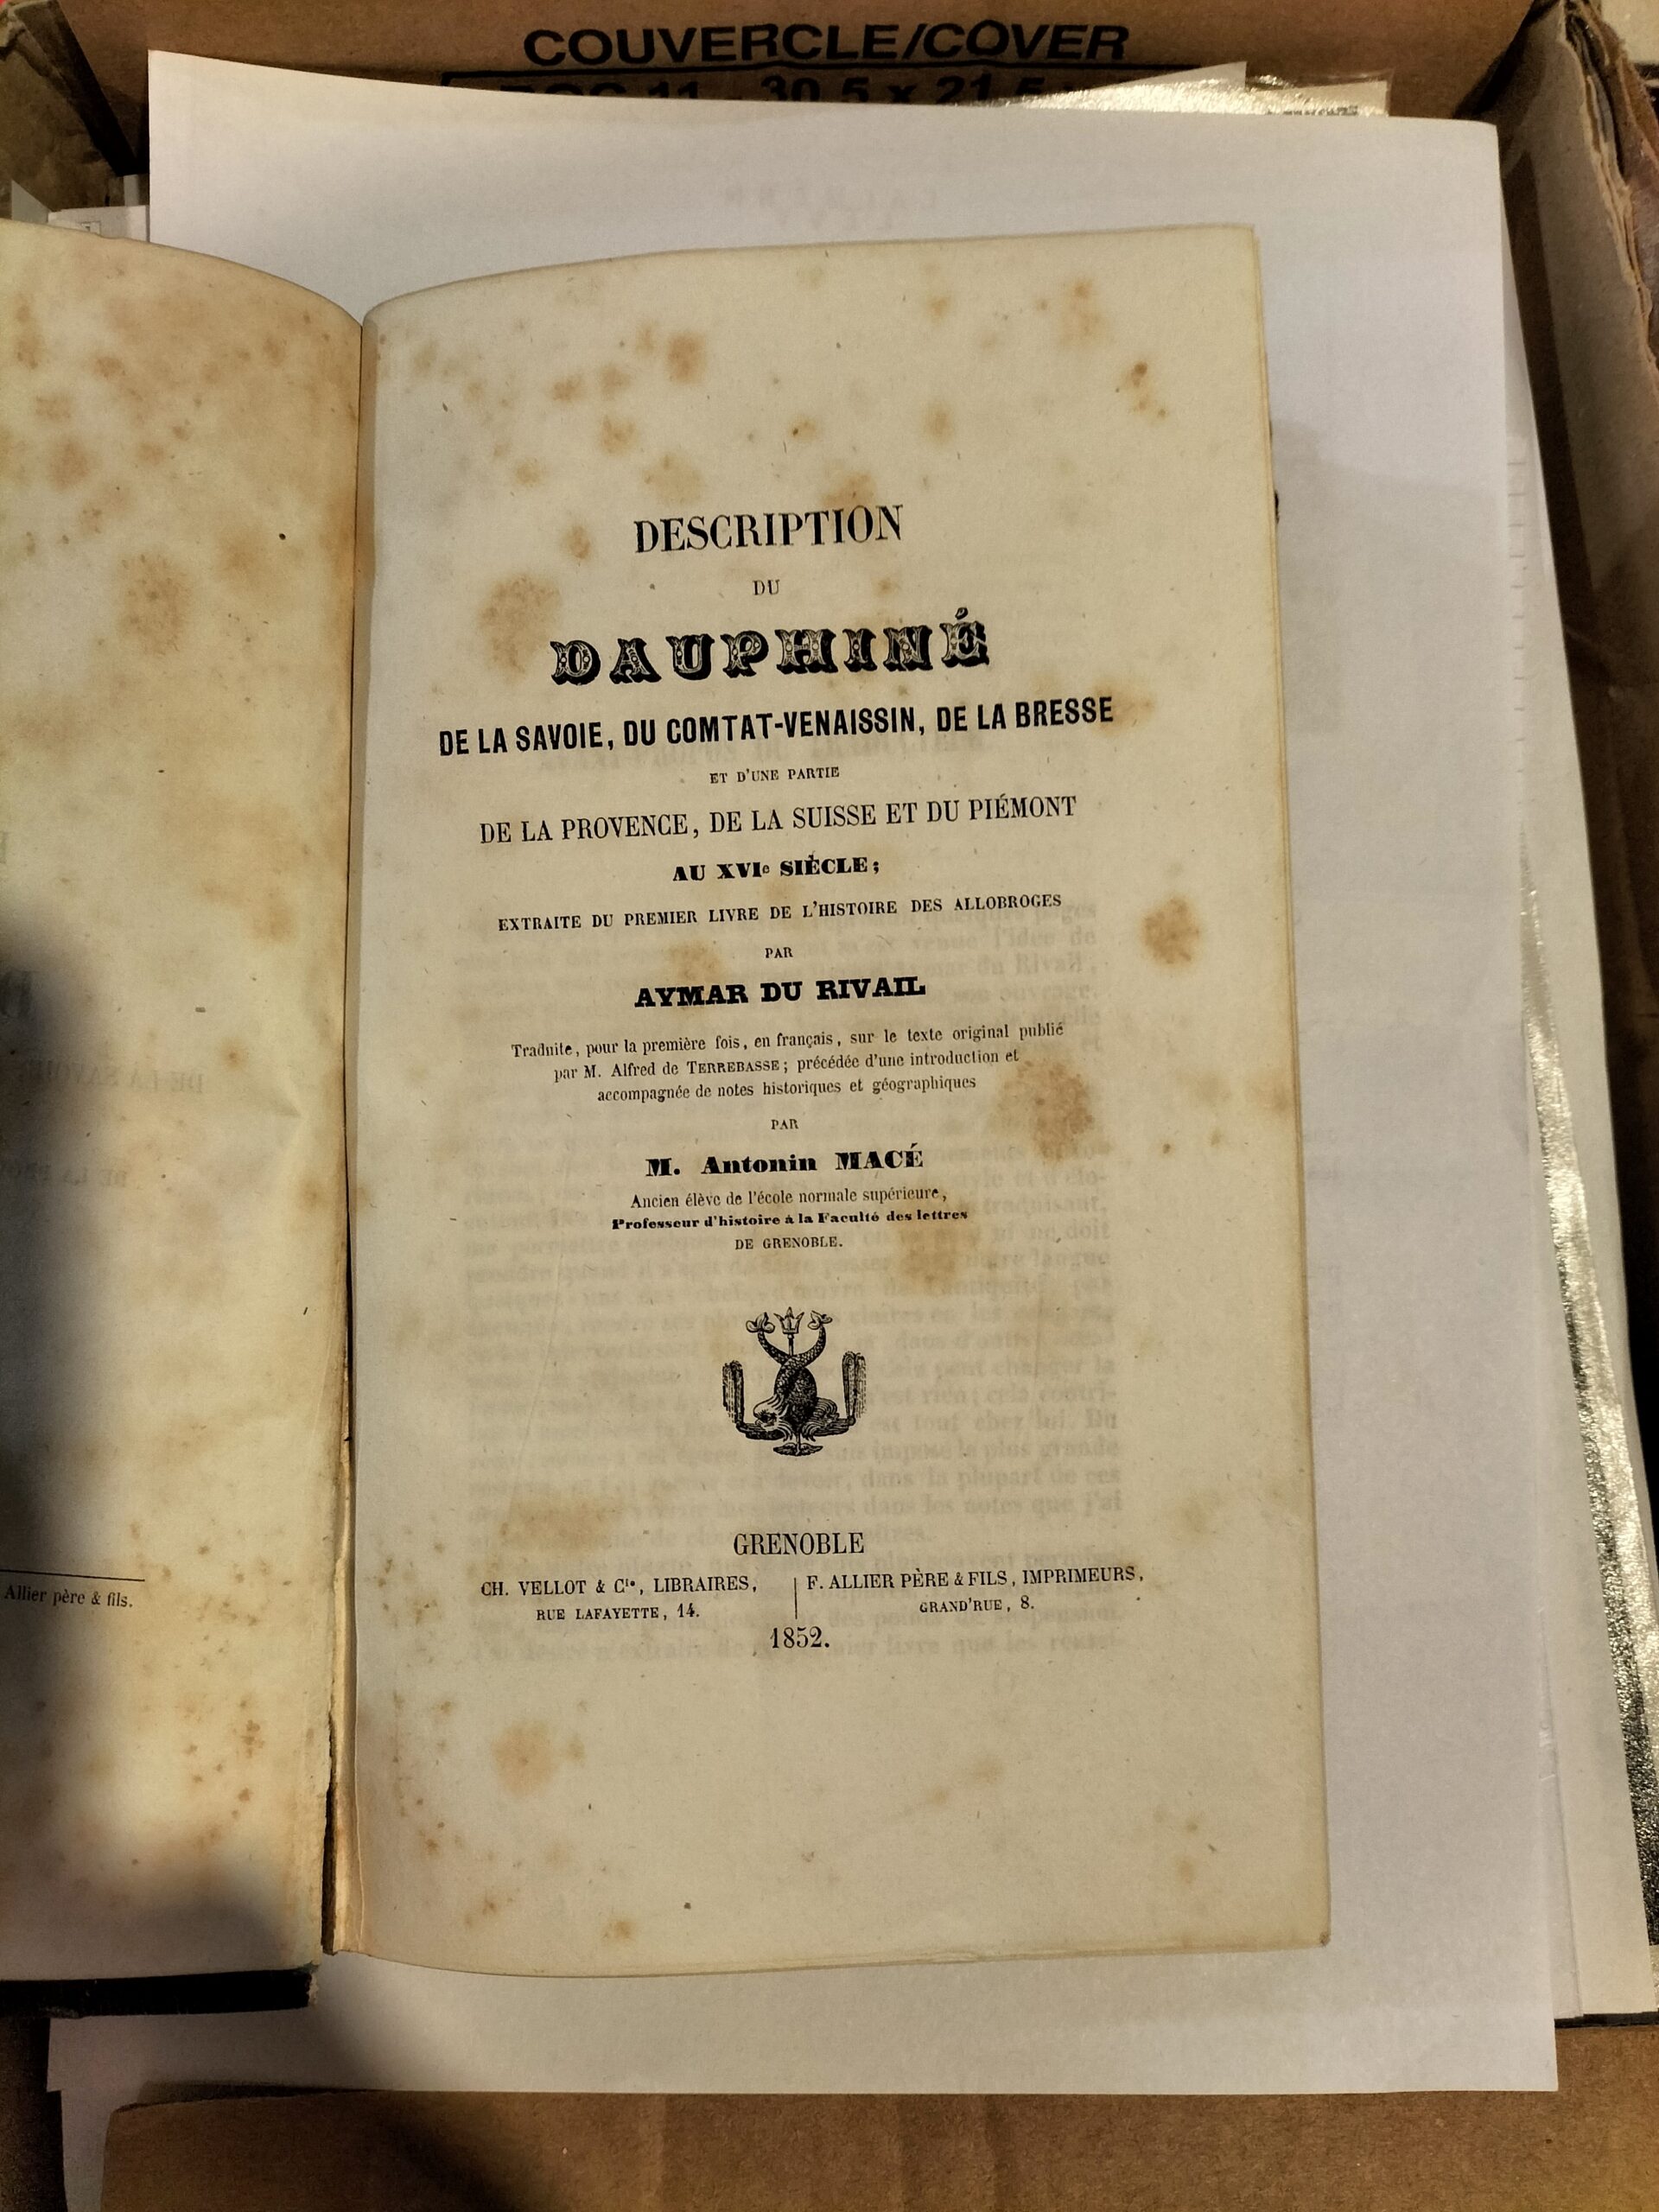 COUVERCLE/COVER
11 - 30,5 x 21,5
Allier père & fils.
DESCRIPTION
DU
DAUPHINÉ
DE LA SAVOIE, DU COMTAT-VENAISSIN, DE LA BRESSE
ET D'UNE PARTIE
DE LA PROVENCE, DE LA SUISSE ET DU PIÉMONT
AU XVIe SIÈCLE;
EXTRAITE DU PREMIER LIVRE DE L'HISTOIRE DES ALLOBROGES
PAR
AYMAR DU RIVAIL
Traduite, pour la première fois, en français, sur le texte original publié
par M. Alfred de TERREBASSE; précédée d'une introduction et
accompagnée de notes historiques et géographiques
PAR
M. Antonin MACÉ
Ancien élève de l'école normale supérieure,
Professeur d'histoire à la Faculté des lettres
DE GRENOBLE.
GRENOBLE
CH. VELLOT & Cie, LIBRAIRES,
RUE LAFAYETTE, 14.
F. ALLIER PÈRE & FILS, IMPRIMEURS,
GRAND'RUE, 8.
1852.